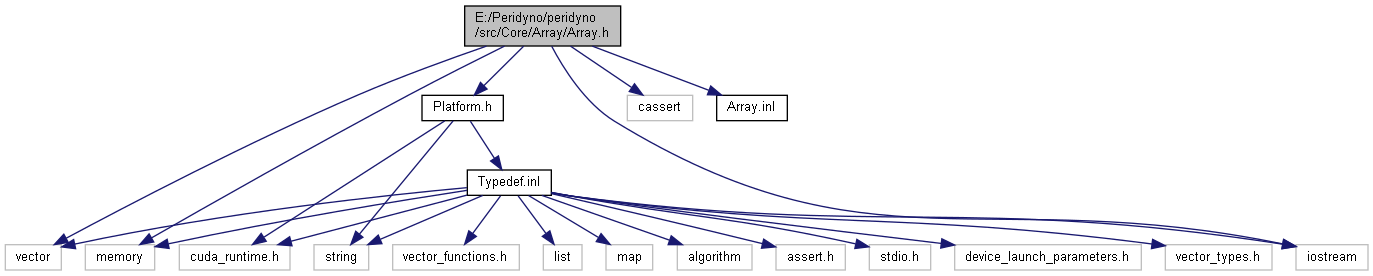 E:/Peridyno/peridyno
/src/Core/Array/Array.h
Platform.h
cassert
Array.inl
Typedef.inl
vector
memory
cuda_runtime.h
string
vector_functions.h
list
map
algorithm
assert.h
stdio.h
device_launch_parameters.h
vector_types.h
iostream